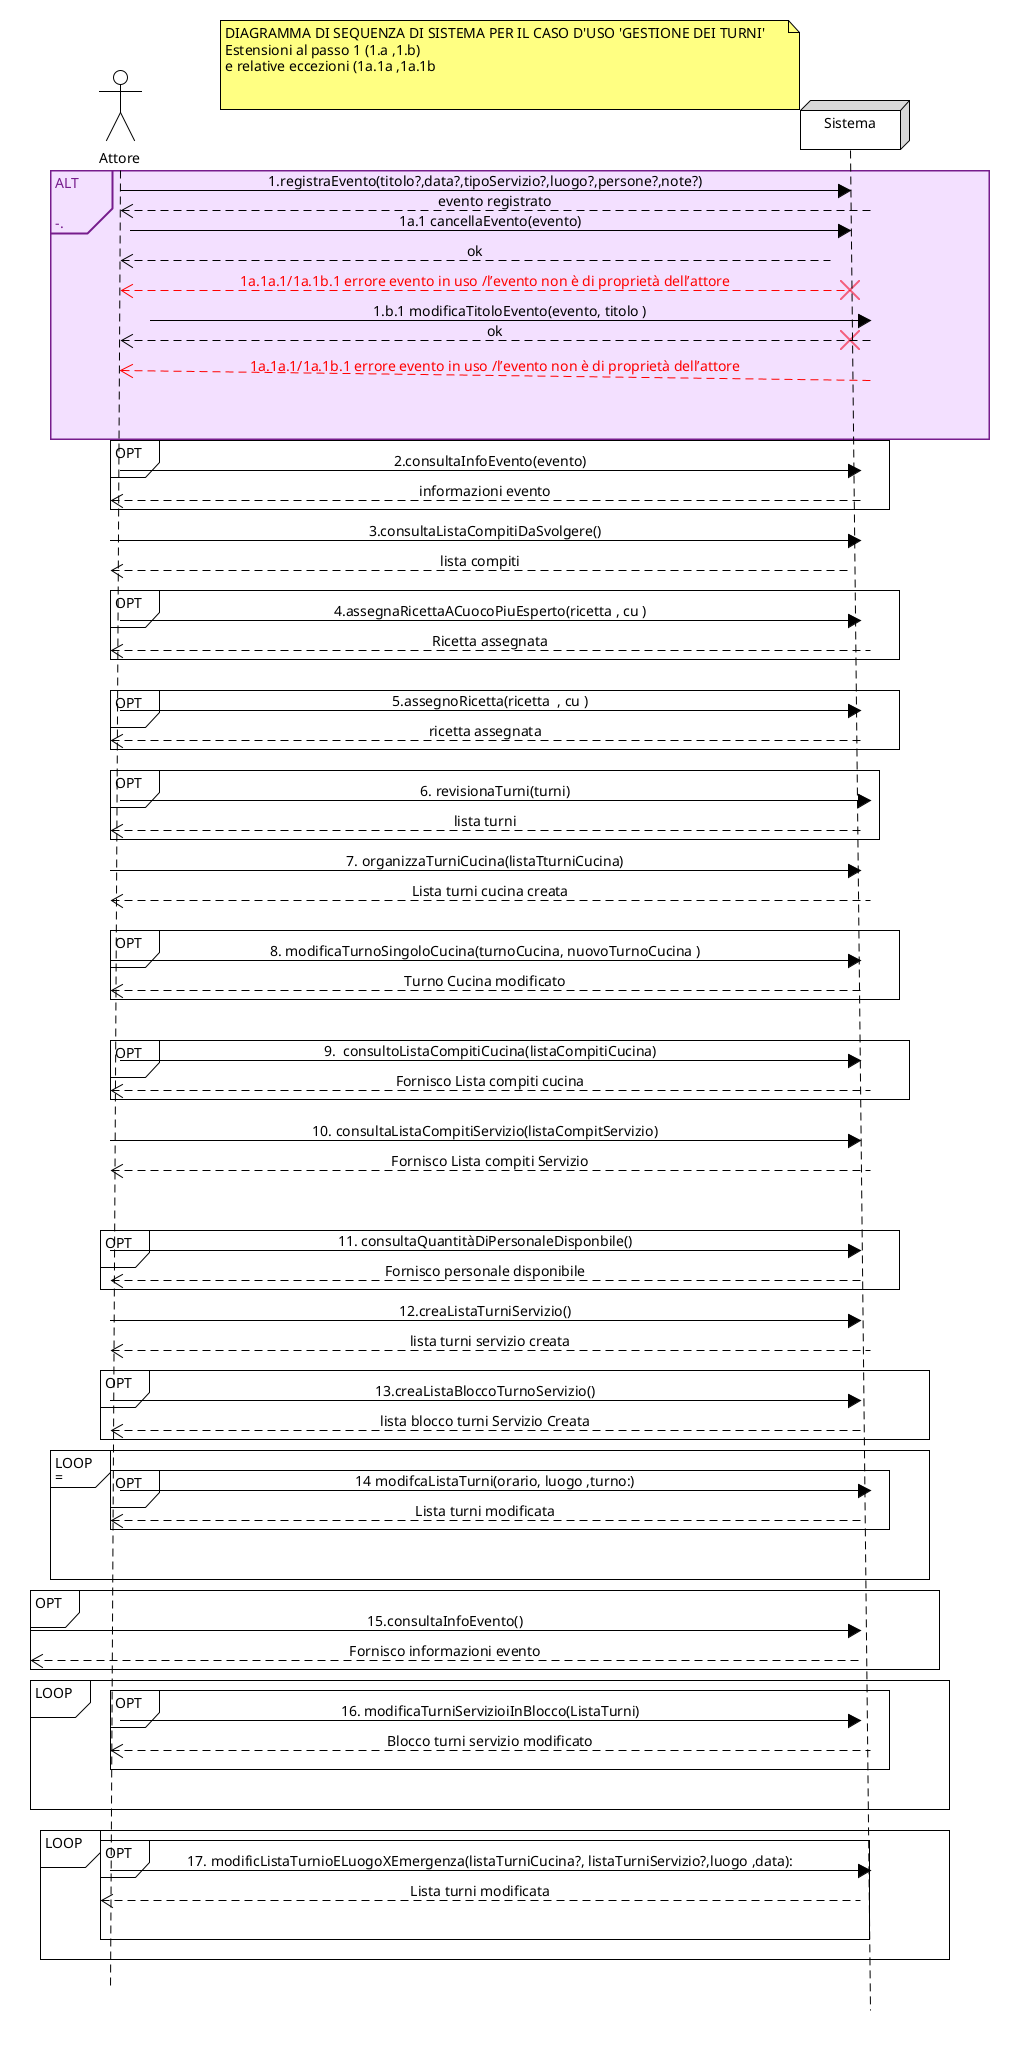 DIAGRAMMA DI SEQUENZA DI SISTEMA PER IL CASO D'USO 'GESTIONE DEI TURNI'
Estensioni al passo 1 (1.a ,1.b)
e relative eccezioni (1a.1a ,1a.1b
Sistema
Attore
ALT
-.
1.registraEvento(titolo?,data?,tipoServizio?,luogo?,persone?,note?)
evento registrato
1a.1 cancellaEvento(evento)
ok
1a.1a.1/1a.1b.1 errore evento in uso /l’evento non è di proprietà dell’attore
1.b.1 modificaTitoloEvento(evento, titolo )
ok
1a.1a.1/1a.1b.1 errore evento in uso /l’evento non è di proprietà dell’attore
OPT
2.consultaInfoEvento(evento)
informazioni evento
3.consultaListaCompitiDaSvolgere()
lista compiti
OPT
4.assegnaRicettaACuocoPiuEsperto(ricetta , cu )
Ricetta assegnata
OPT
5.assegnoRicetta(ricetta  , cu )
ricetta assegnata
OPT
6. revisionaTurni(turni)
lista turni
7. organizzaTurniCucina(listaTturniCucina)
Lista turni cucina creata
OPT
8. modificaTurnoSingoloCucina(turnoCucina, nuovoTurnoCucina )
Turno Cucina modificato
OPT
9.  consultoListaCompitiCucina(listaCompitiCucina)
Fornisco Lista compiti cucina
10. consultaListaCompitiServizio(listaCompitServizio)
Fornisco Lista compiti Servizio
OPT
11. consultaQuantitàDiPersonaleDisponbile()
Fornisco personale disponibile
12.creaListaTurniServizio()
lista turni servizio creata
OPT
13.creaListaBloccoTurnoServizio()
lista blocco turni Servizio Creata
LOOP
=
OPT
14 modifcaListaTurni(orario, luogo ,turno:)
Lista turni modificata
OPT
15.consultaInfoEvento()
Fornisco informazioni evento
LOOP
OPT
16. modificaTurniServizioiInBlocco(ListaTurni)
Blocco turni servizio modificato
LOOP
OPT
17. modificListaTurnioELuogoXEmergenza(listaTurniCucina?, listaTurniServizio?,luogo ,data):
Lista turni modificata